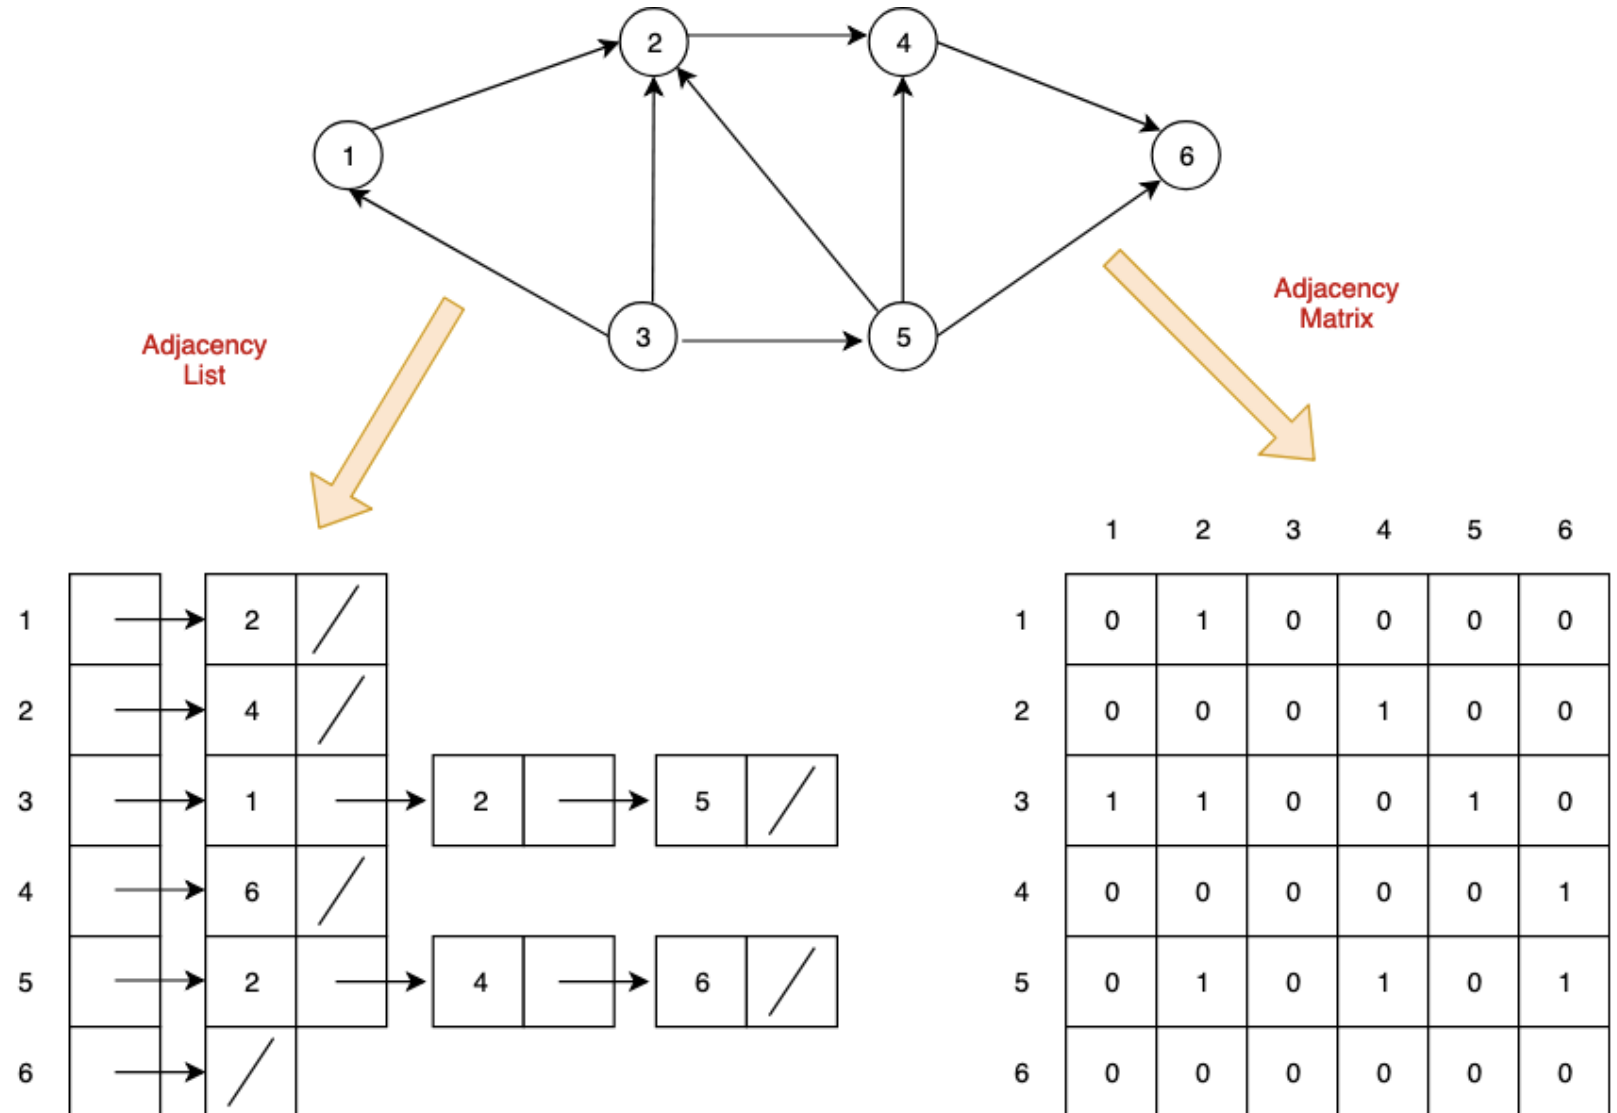 2
4
1
6
3
5
Adjacency
List
Adjacency
Matrix
1 2 3 4 5 6
1 2
2 4
3 1 2 5
4 6
5 2 4 6
6
1 0 1 0 0 0 0
2 0 0 0 1 0 0
3 1 1 0 0 1 0
4 0 0 0 0 0 1
5 0 1 0 1 0 1
6 0 0 0 0 0 0